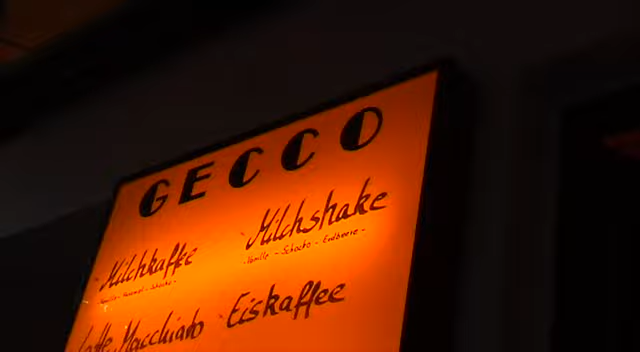 GECCO
Milchkaffee
Milchshake
- Vanille - Schoko - Erdbeere -
Latte Macchiato
Eiskaffee